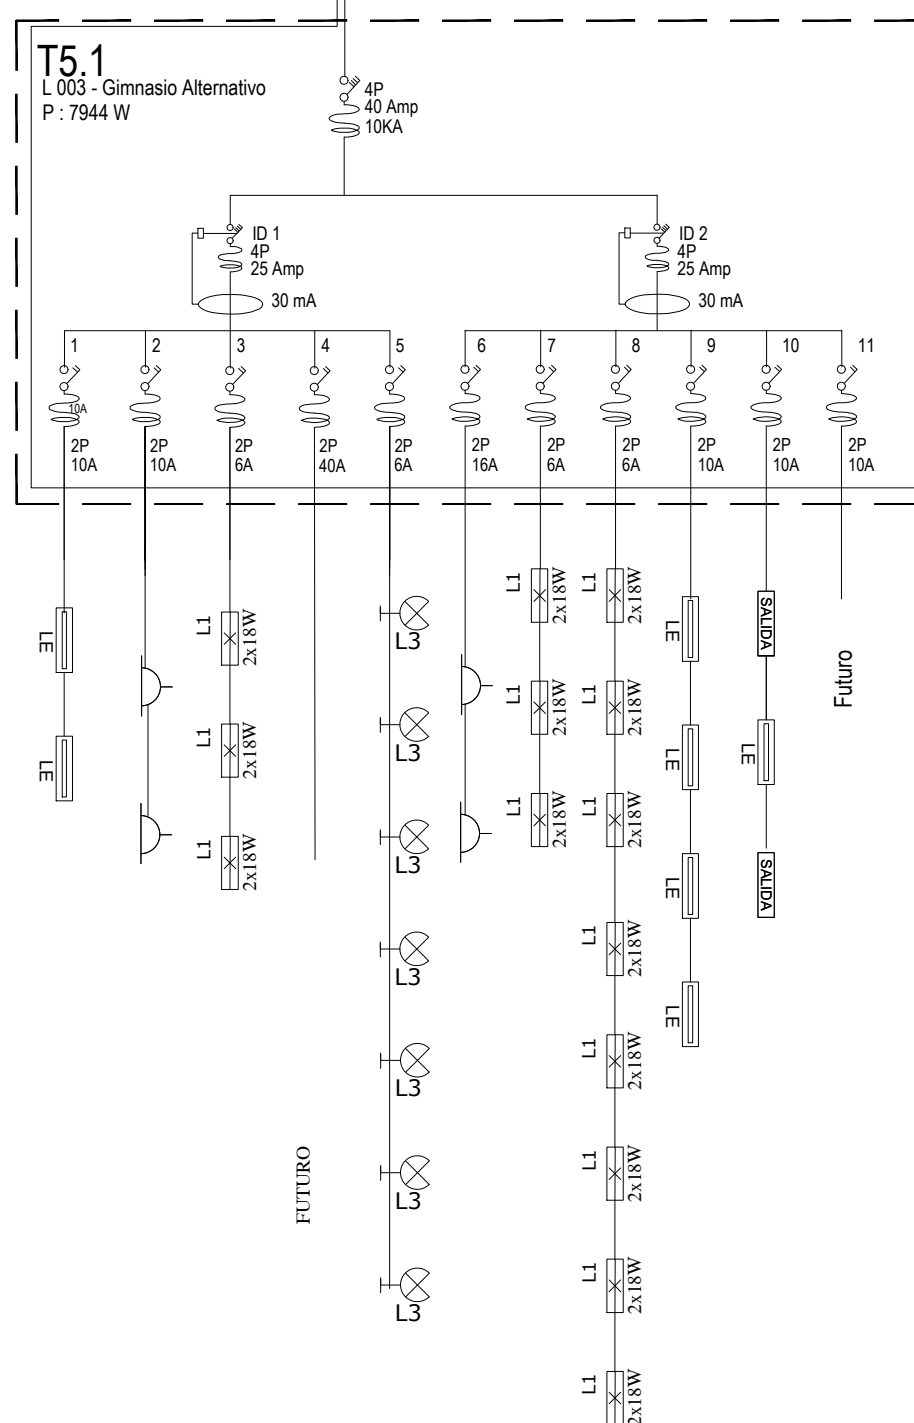 T5.1
L 003 - Gimnasio Alternativo
P : 7944 W
4P
40 Amp
10KA
ID 1
4P
25 Amp
30 mA
ID 2
4P
25 Amp
30 mA
1
2
3
4
5
6
7
8
9
10
11
10A
2P
10A
2P
10A
2P
6A
2P
40A
2P
6A
2P
16A
2P
6A
2P
6A
2P
10A
2P
10A
2P
10A
LE
LE
L1
2x18W
L1
2x18W
L1
2x18W
FUTURO
L3
L3
L3
L3
L3
L3
L3
L1
2x18W
L1
2x18W
L1
2x18W
L1
2x18W
L1
2x18W
L1
2x18W
L1
2x18W
L1
2x18W
L1
2x18W
L1
2x18W
L1
2x18W
LE
LE
LE
LE
SALIDA
LE
SALIDA
Futuro